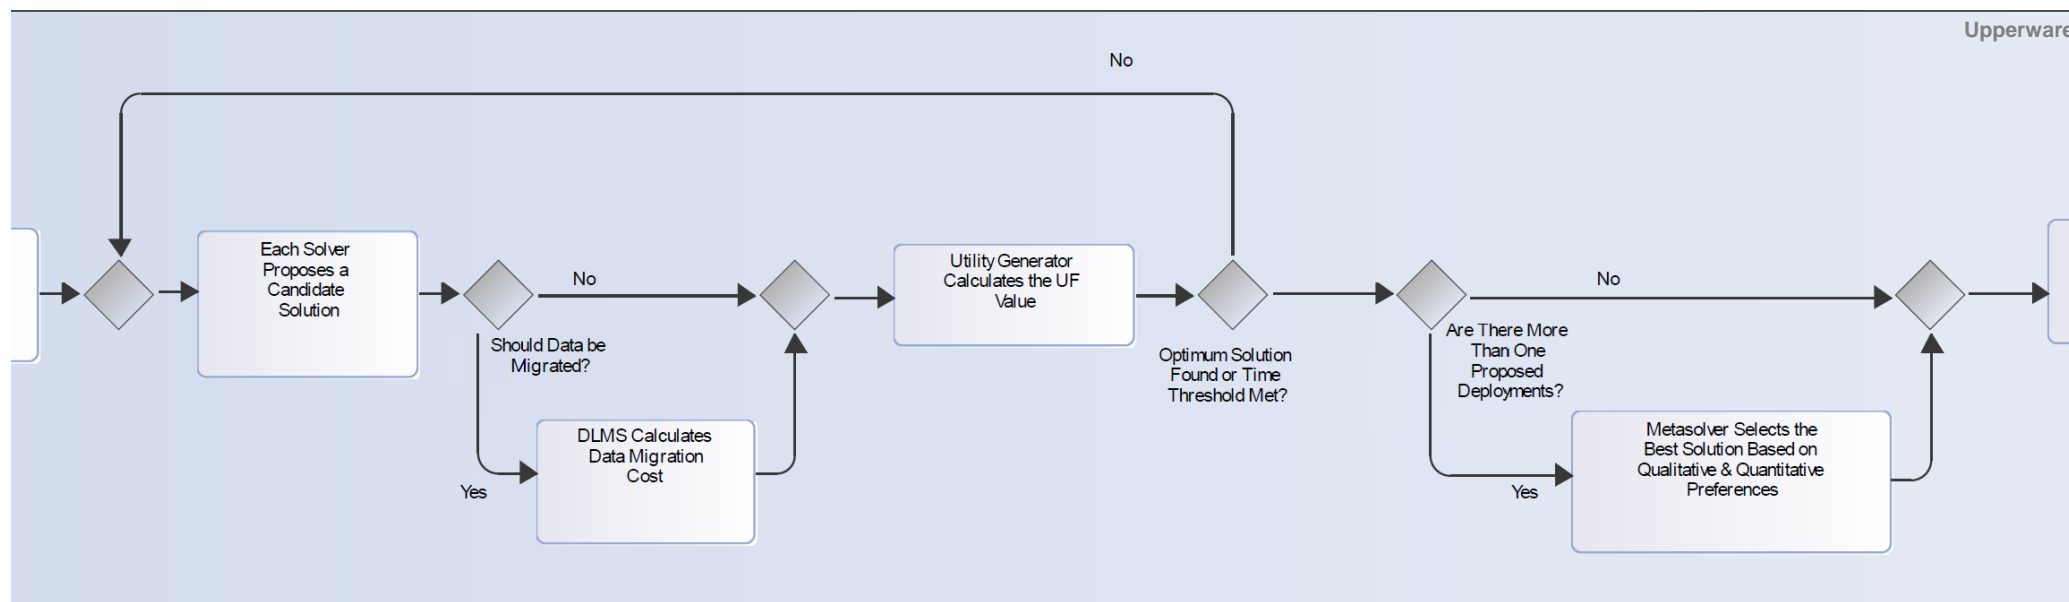 Upperware
No
Each Solver
Proposes a
Candidate
Solution
No
Should Data be
Migrated?
Yes
DLMS Calculates
Data Migration
Cost
Utility Generator
Calculates the UF
Value
Optimum Solution
Found or Time
Threshold Met?
No
Are There More
Than One
Proposed
Deployments?
Yes
Metasolver Selects the
Best Solution Based on
Qualitative & Quantitative
Preferences